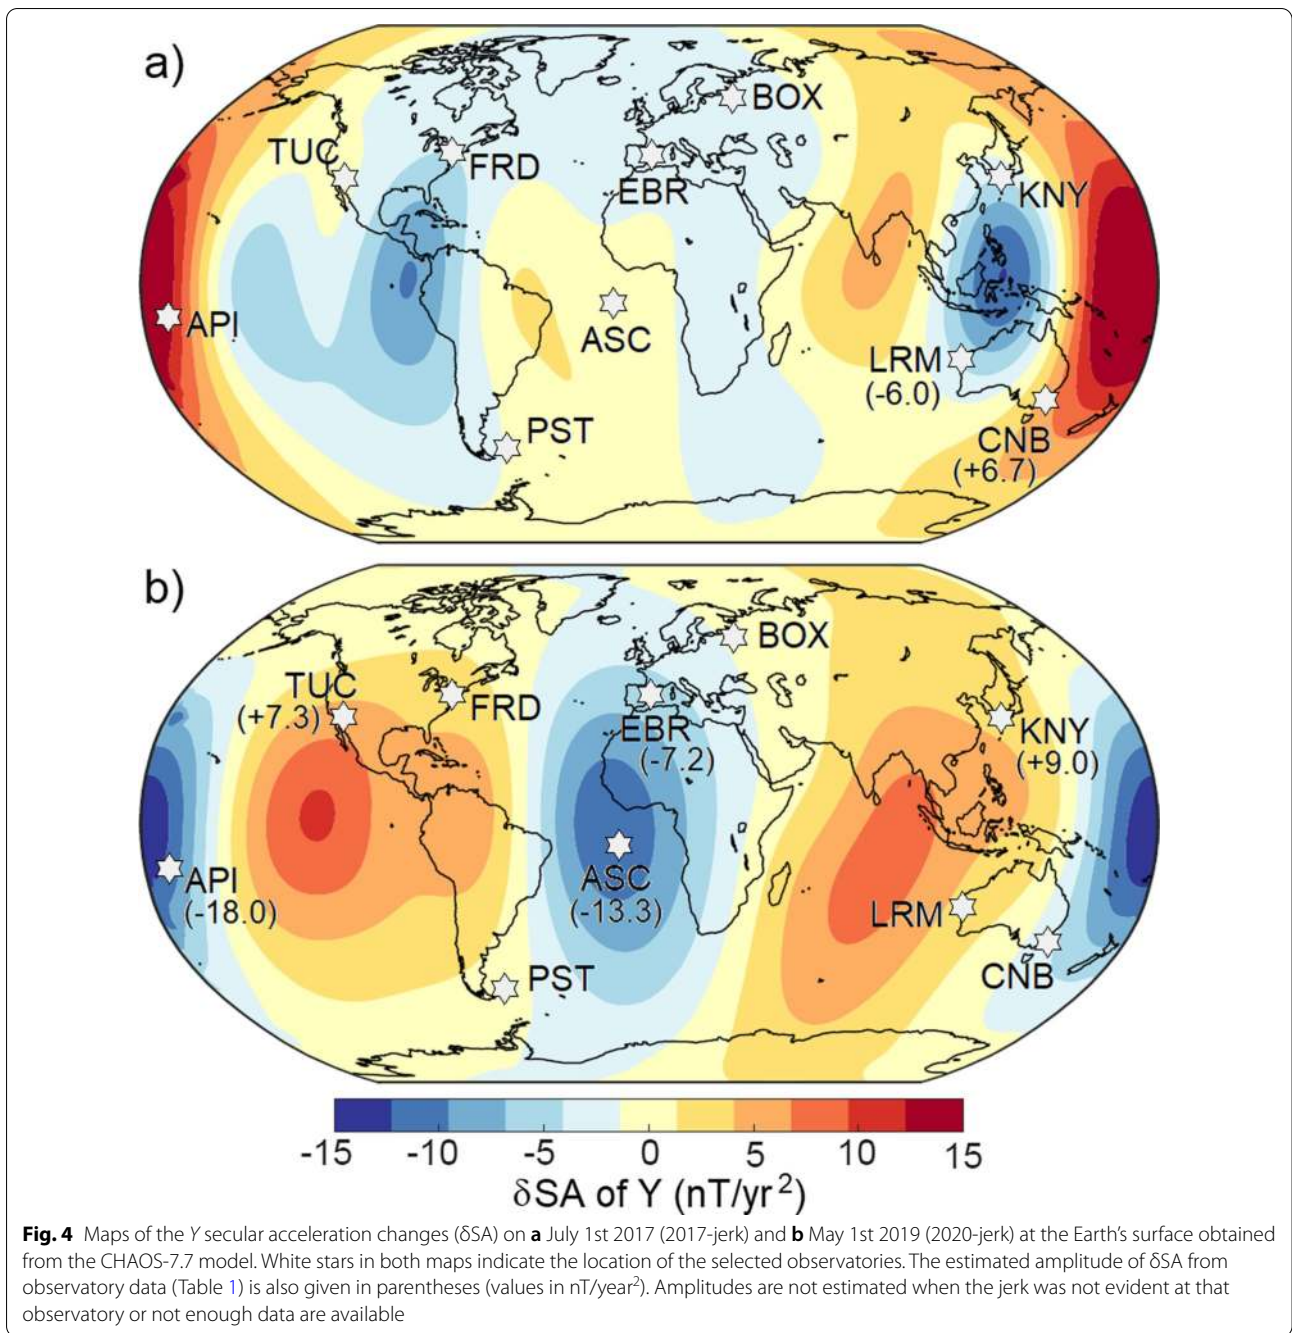 a)
BOX
TUC
FRD
EBR
KNY
API
ASC
LRM
(-6.0)
PST
CNB
(+6.7)
b)
BOX
TUC
(+7.3)
FRD
EBR
(-7.2)
KNY
(+9.0)
API
(-18.0)
ASC
(-13.3)
LRM
PST
CNB
-15 -10 -5 0 5 10 15
δSA of Y (nT/yr²)
Fig. 4 Maps of the Y secular acceleration changes (δSA) on a July 1st 2017 (2017-jerk) and b May 1st 2019 (2020-jerk) at the Earth's surface obtained
from the CHAOS-7.7 model. White stars in both maps indicate the location of the selected observatories. The estimated amplitude of δSA from
observatory data (Table 1) is also given in parentheses (values in nT/year²). Amplitudes are not estimated when the jerk was not evident at that
observatory or not enough data are available